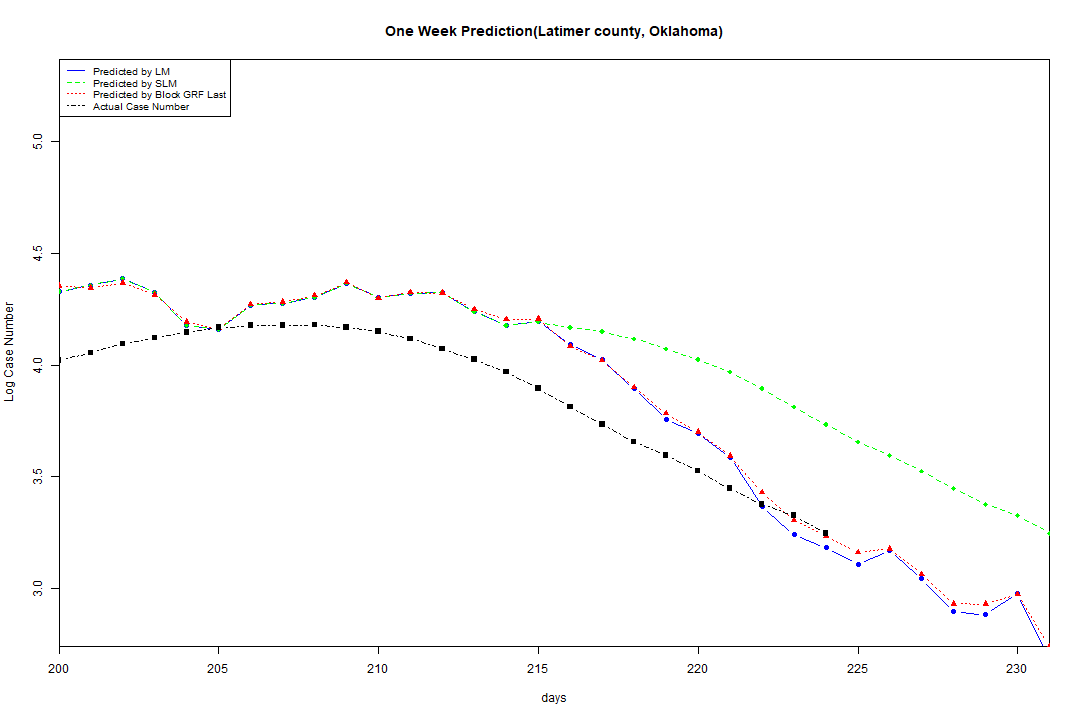 One Week Prediction(Latimer county, Oklahoma)
Predicted by LM
Predicted by SLM
Predicted by Block GRF Last
Actual Case Number
5.0
4.5
4.0
3.5
3.0
Log Case Number
200 205 210 215 220 225 230
days